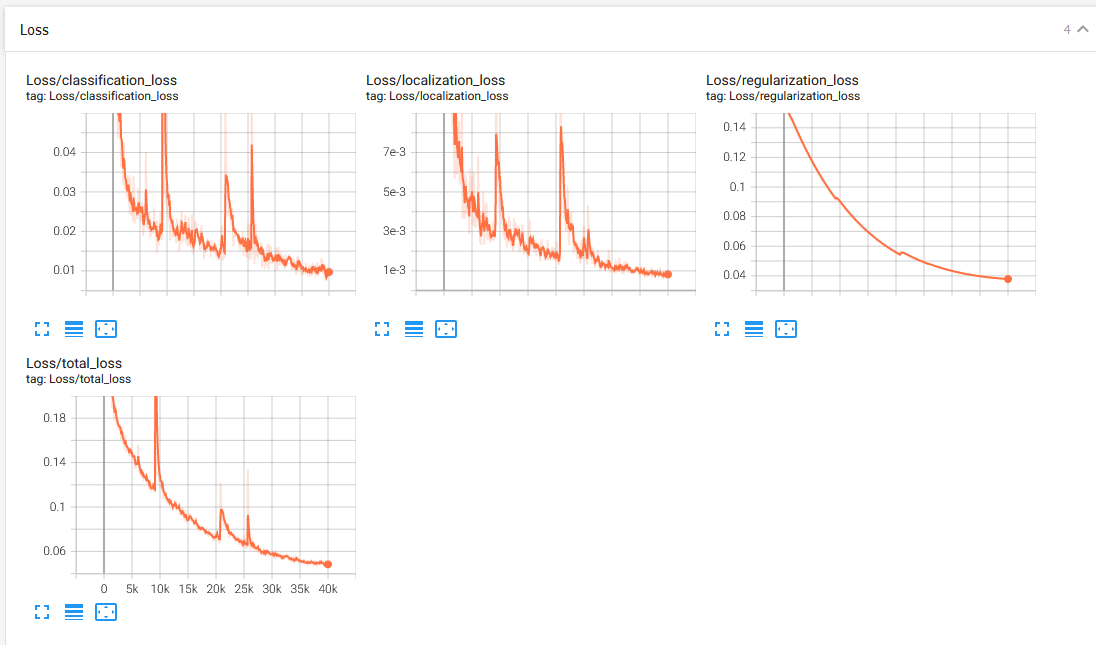 Loss
4
Loss/classification_loss
tag: Loss/classification_loss
0.04
0.03
0.02
0.01
Loss/localization_loss
tag: Loss/localization_loss
7e-3
5e-3
3e-3
1e-3
Loss/regularization_loss
tag: Loss/regularization_loss
0.14
0.12
0.1
0.08
0.06
0.04
Loss/total_loss
tag: Loss/total_loss
0.18
0.14
0.1
0.06
0 5k 10k 15k 20k 25k 30k 35k 40k